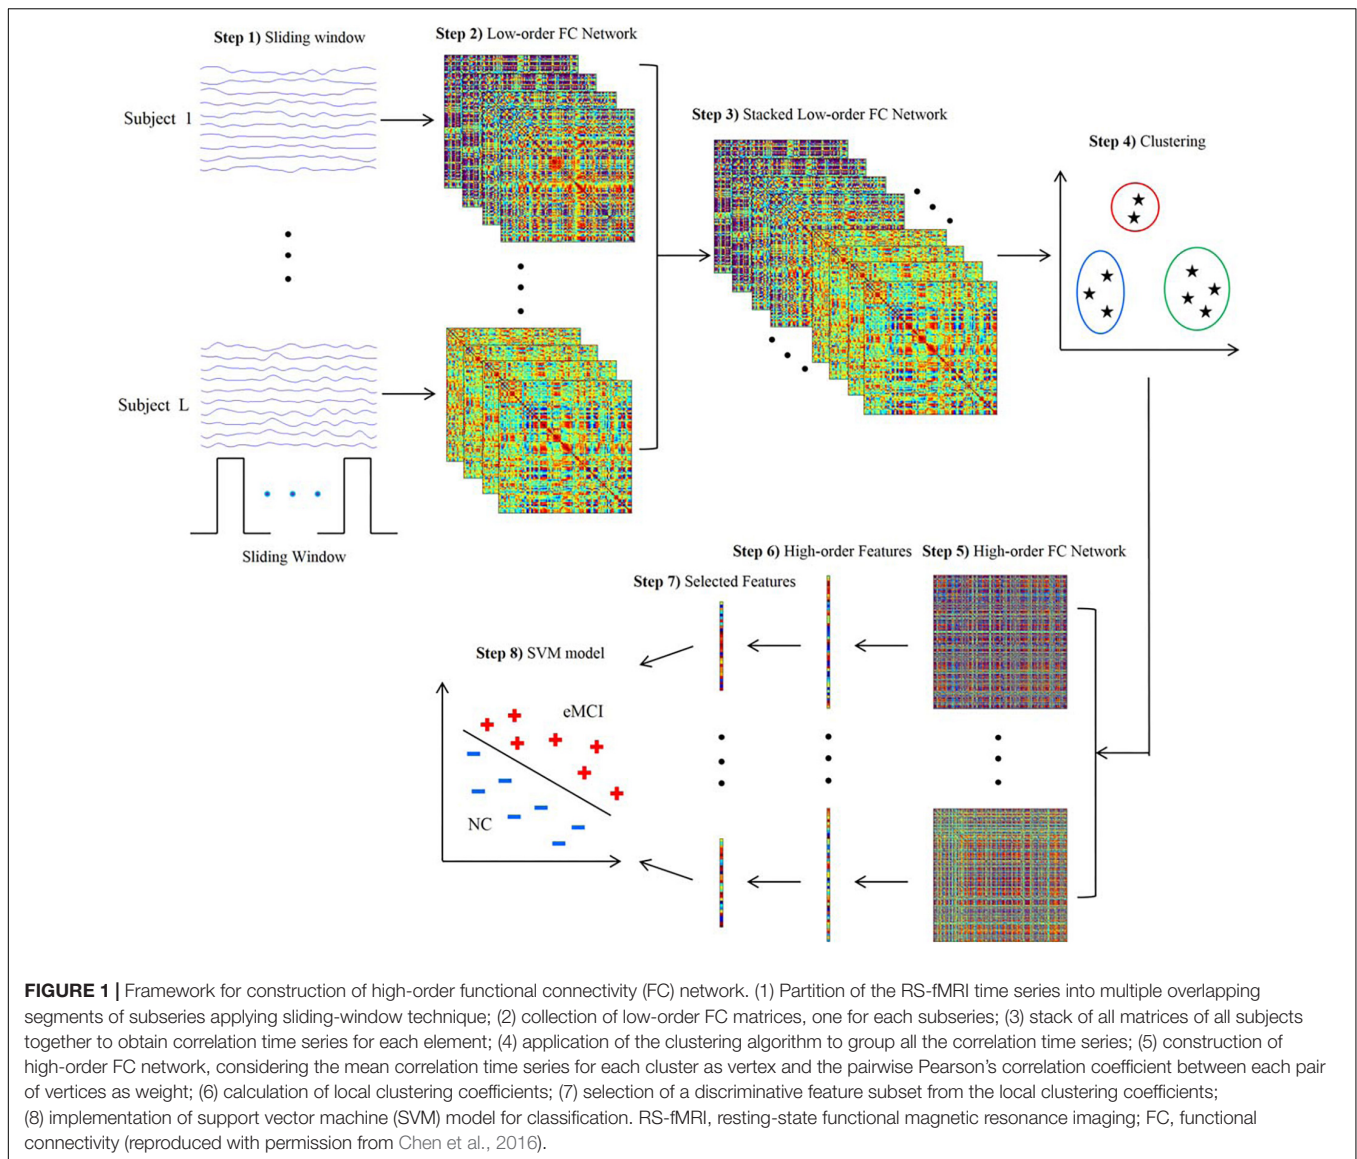 Step 1) Sliding window
Step 2) Low-order FC Network
Subject 1
Step 3) Stacked Low-order FC Network
Step 4) Clustering
Subject L
Sliding Window
Step 6) High-order Features
Step 5) High-order FC Network
Step 7) Selected Features
Step 8) SVM model
eMCI
NC
FIGURE 1 | Framework for construction of high-order functional connectivity (FC) network. (1) Partition of the RS-fMRI time series into multiple overlapping
segments of subseries applying sliding-window technique; (2) collection of low-order FC matrices, one for each subseries; (3) stack of all matrices of all subjects
together to obtain correlation time series for each element; (4) application of the clustering algorithm to group all the correlation time series; (5) construction of
high-order FC network, considering the mean correlation time series for each cluster as vertex and the pairwise Pearson's correlation coefficient between each pair
of vertices as weight; (6) calculation of local clustering coefficients; (7) selection of a discriminative feature subset from the local clustering coefficients;
(8) implementation of support vector machine (SVM) model for classification. RS-fMRI, resting-state functional magnetic resonance imaging; FC, functional
connectivity (reproduced with permission from Chen et al., 2016).